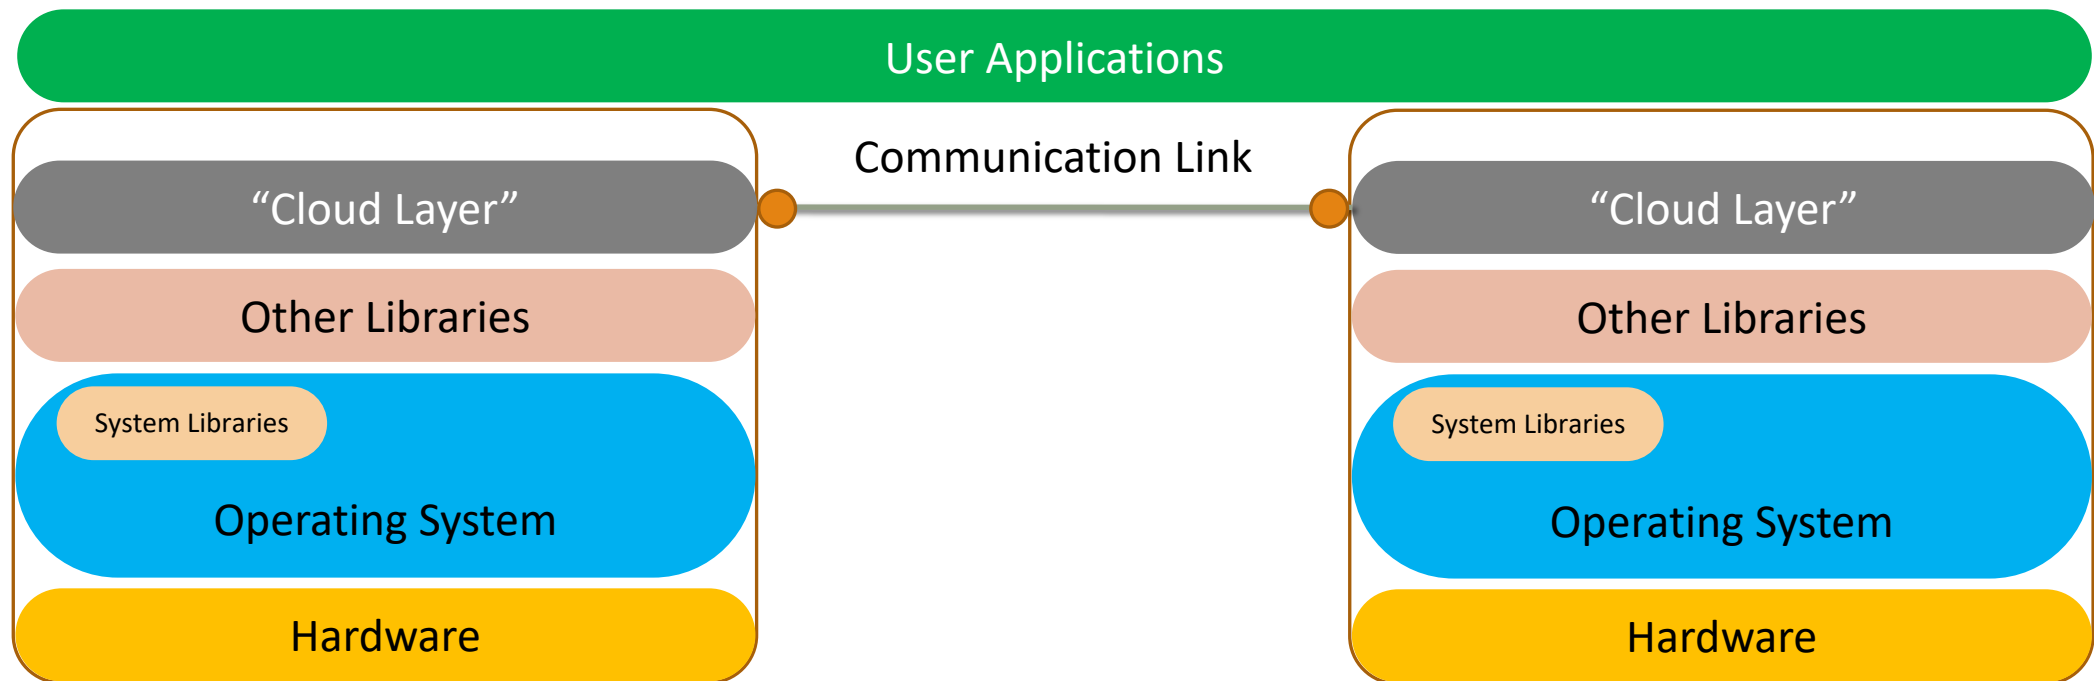 User Applications
Communication Link
“Cloud Layer”
Other Libraries
System Libraries
Operating System
Hardware
“Cloud Layer”
Other Libraries
System Libraries
Operating System
Hardware